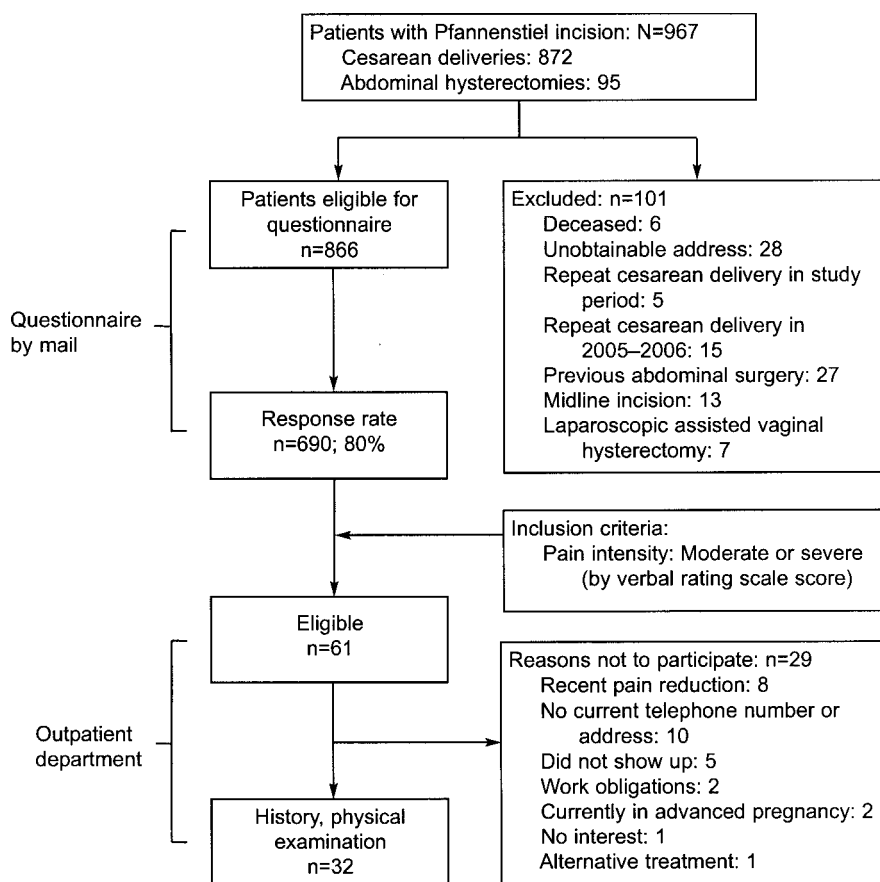 Patients with Pfannenstiel incision: N=967
Cesarean deliveries: 872
Abdominal hysterectomies: 95
Patients eligible for
questionnaire
n=866
Excluded: n=101
Deceased: 6
Unobtainable address: 28
Repeat cesarean delivery in study
period: 5
Repeat cesarean delivery in
2005–2006: 15
Previous abdominal surgery: 27
Midline incision: 13
Laparoscopic assisted vaginal
hysterectomy: 7
Questionnaire
by mail
Response rate
n=690; 80%
Inclusion criteria:
Pain intensity: Moderate or severe
(by verbal rating scale score)
Eligible
n=61
Outpatient
department
Reasons not to participate: n=29
Recent pain reduction: 8
No current telephone number or
address: 10
Did not show up: 5
Work obligations: 2
Currently in advanced pregnancy: 2
No interest: 1
Alternative treatment: 1
History, physical
examination
n=32